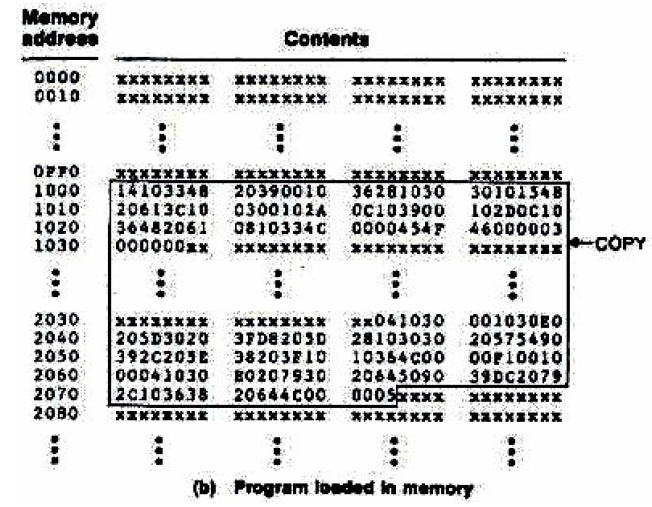 Memory
address Contents
0000 xxxxxxxx xxxxxxxx xxxxxxxx xxxxxxxx
0010 xxxxxxxx xxxxxxxx xxxxxxxx xxxxxxxx
0FF0 xxxxxxxx xxxxxxxx xxxxxxxx xxxxxxxx
1000 14103348 20390010 36281030 30101548
1010 20613C10 0300102A 0C103900 102D0C10
1020 36482061 0810334C 0000454F 46000003
1030 000000xx xxxxxxxx xxxxxxxx xxxxxxxx
COPY
2030 xxxxxxxx xxxxxxxx xx041030 001030E0
2040 205D3020 3FD8205D 28103030 20575490
2050 392C205E 38203F10 10364C00 00F10010
2060 00041030 E0207930 20645090 39DC2079
2070 2C103638 20644C00 0005xxxx xxxxxxxx
2080 xxxxxxxx xxxxxxxx xxxxxxxx xxxxxxxx
(b) Program loaded in memory